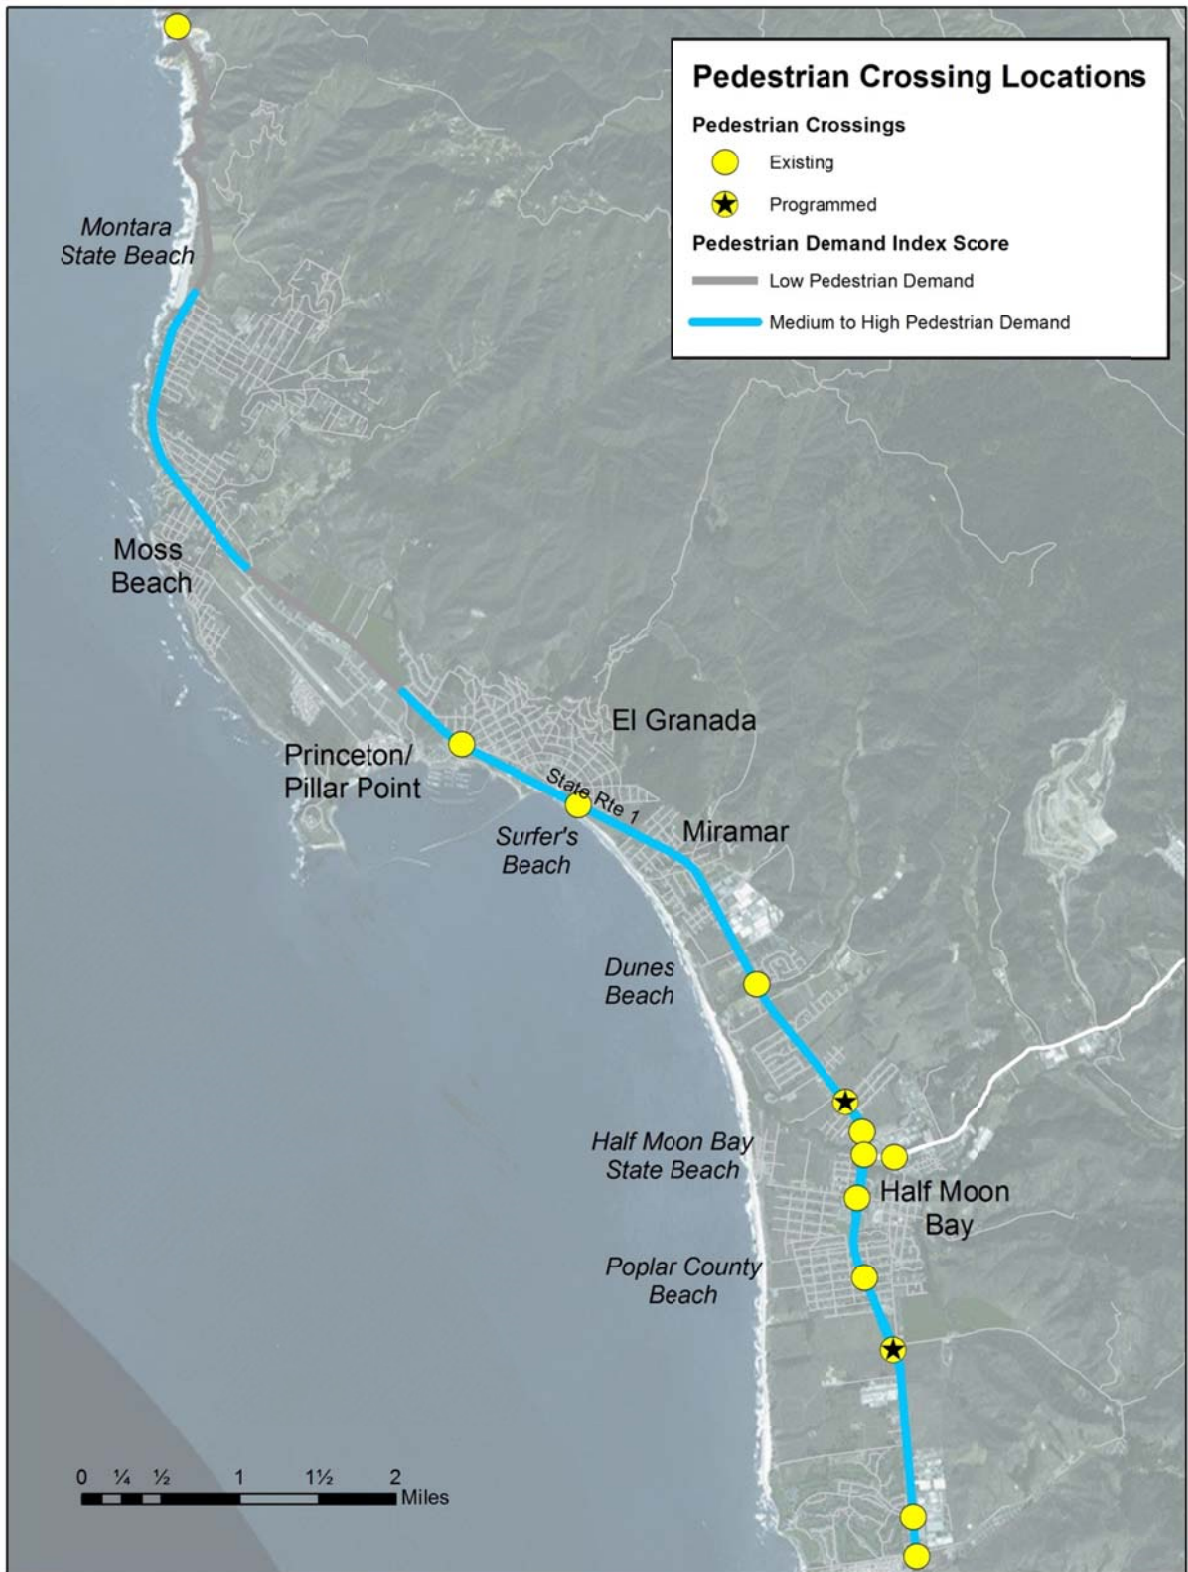 Pedestrian Crossing Locations
Pedestrian Crossings
Existing
Programmed
Pedestrian Demand Index Score
Low Pedestrian Demand
Medium to High Pedestrian Demand
Montara
State Beach
Moss
Beach
El Granada
Princeton/
Pillar Point
State Rte 1
Surfer's
Beach
Miramar
Dunes
Beach
Half Moon Bay
State Beach
Half Moon
Bay
Poplar County
Beach
0 ¼ ½ 1 1½ 2
Miles